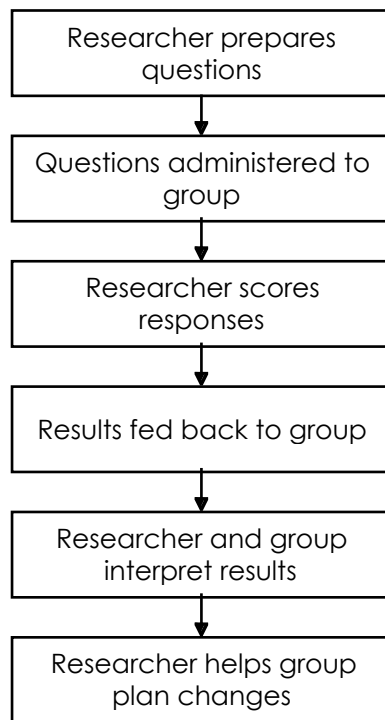 Researcher prepares
questions
Questions administered to
group
Researcher scores
responses
Results fed back to group
Researcher and group
interpret results
Researcher helps group
plan changes